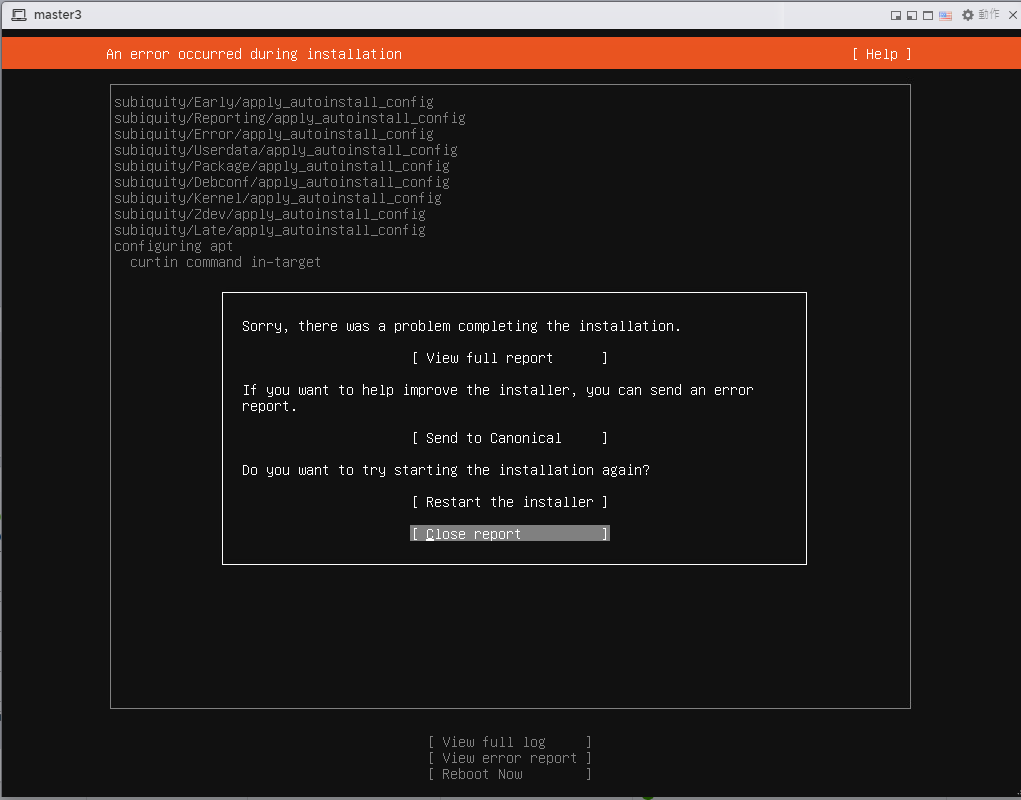 master3
動作
An error occurred during installation
[ Help ]
subiquity/Early/apply_autoinstall_config
subiquity/Reporting/apply_autoinstall_config
subiquity/Error/apply_autoinstall_config
subiquity/Userdata/apply_autoinstall_config
subiquity/Package/apply_autoinstall_config
subiquity/Debconf/apply_autoinstall_config
subiquity/Kernel/apply_autoinstall_config
subiquity/Zdev/apply_autoinstall_config
subiquity/Late/apply_autoinstall_config
configuring apt
curtin command in-target
Sorry, there was a problem completing the installation.
[ View full report ]
If you want to help improve the installer, you can send an error
report.
[ Send to Canonical ]
Do you want to try starting the installation again?
[ Restart the installer ]
[ Close report ]
[ View full log ]
[ View error report ]
[ Reboot Now ]